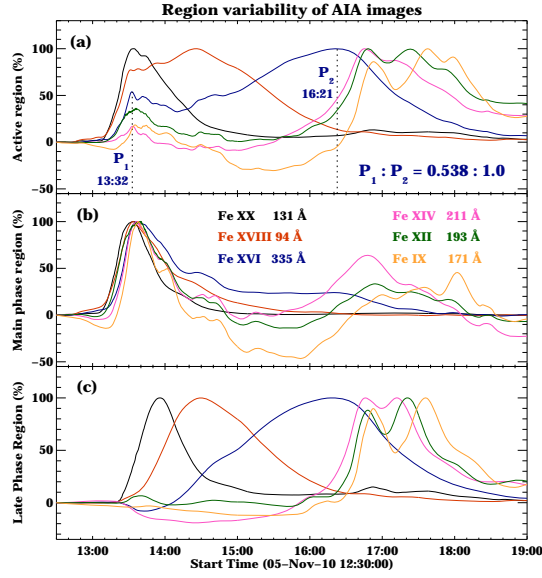 Region variability of AIA images
(a)
Active region (%)
100
50
0
−50
P1
13:32
P2
16:21
P1 : P2 = 0.538 : 1.0
(b)
Main phase region (%)
100
50
0
−50
Fe XX 131 Å
Fe XVIII 94 Å
Fe XVI 335 Å
Fe XIV 211 Å
Fe XII 193 Å
Fe IX 171 Å
(c)
Late Phase Region (%)
100
50
0
13:00 14:00 15:00 16:00 17:00 18:00 19:00
Start Time (05−Nov−10 12:30:00)